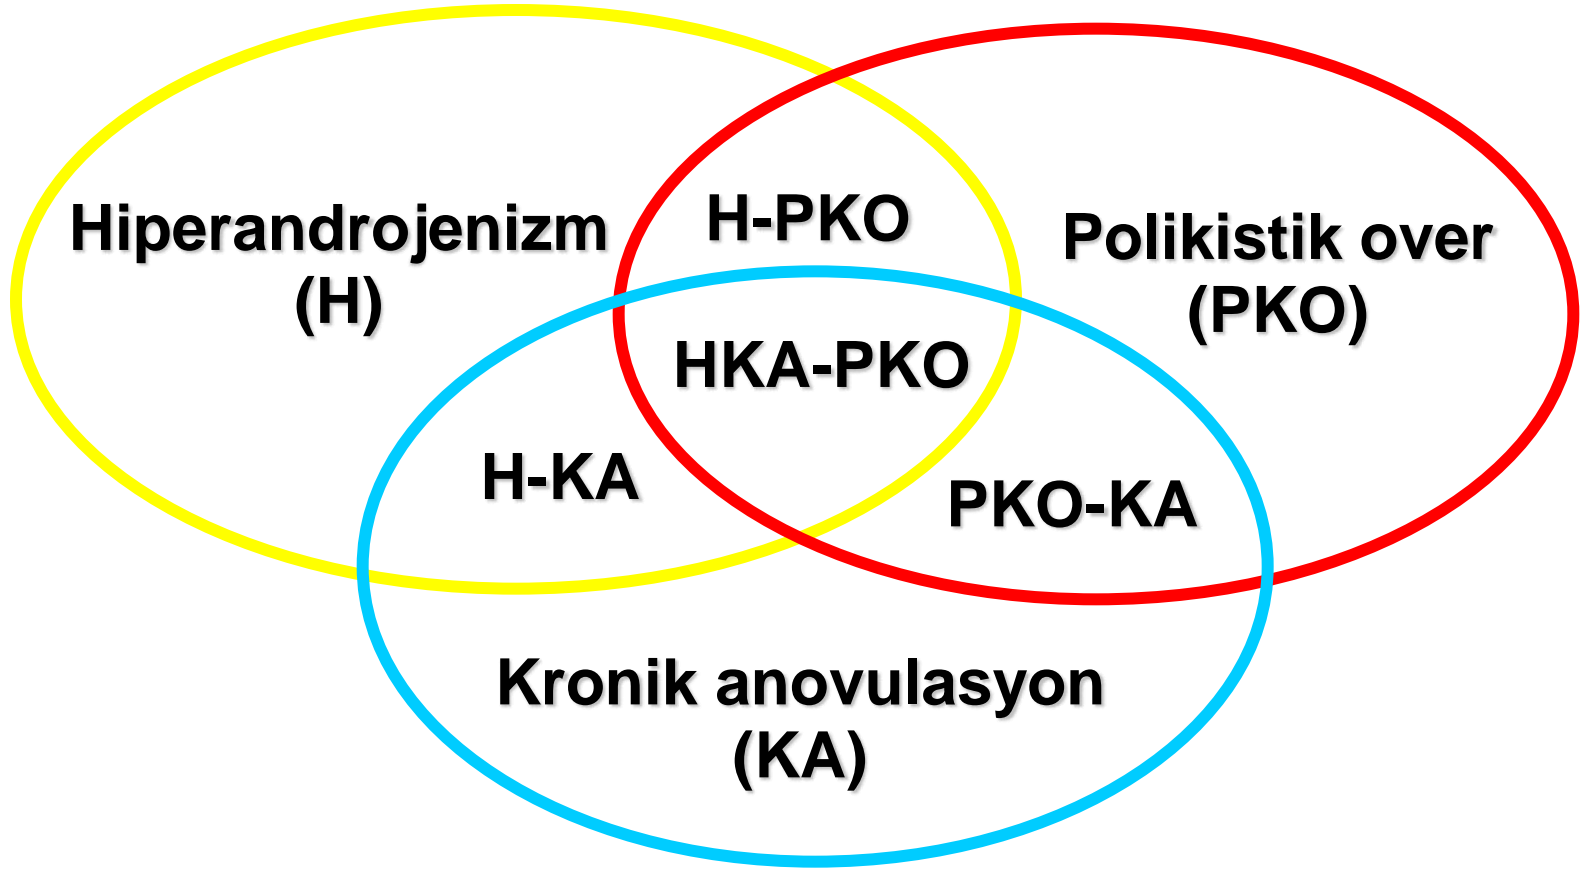 Hiperandrojenizm
(H)
H-PKO
Polikistik over
(PKO)
HKA-PKO
H-KA
PKO-KA
Kronik anovulasyon
(KA)